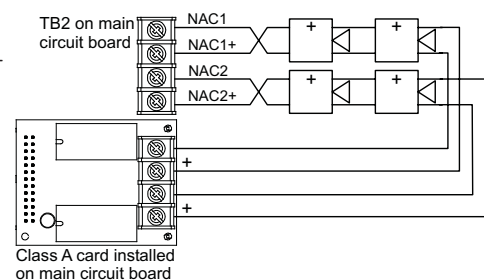 TB2 on main
circuit board
NAC1
NAC1+
NAC2
NAC2+
+ +
+ +
+
+
Class A card installed
on main circuit board